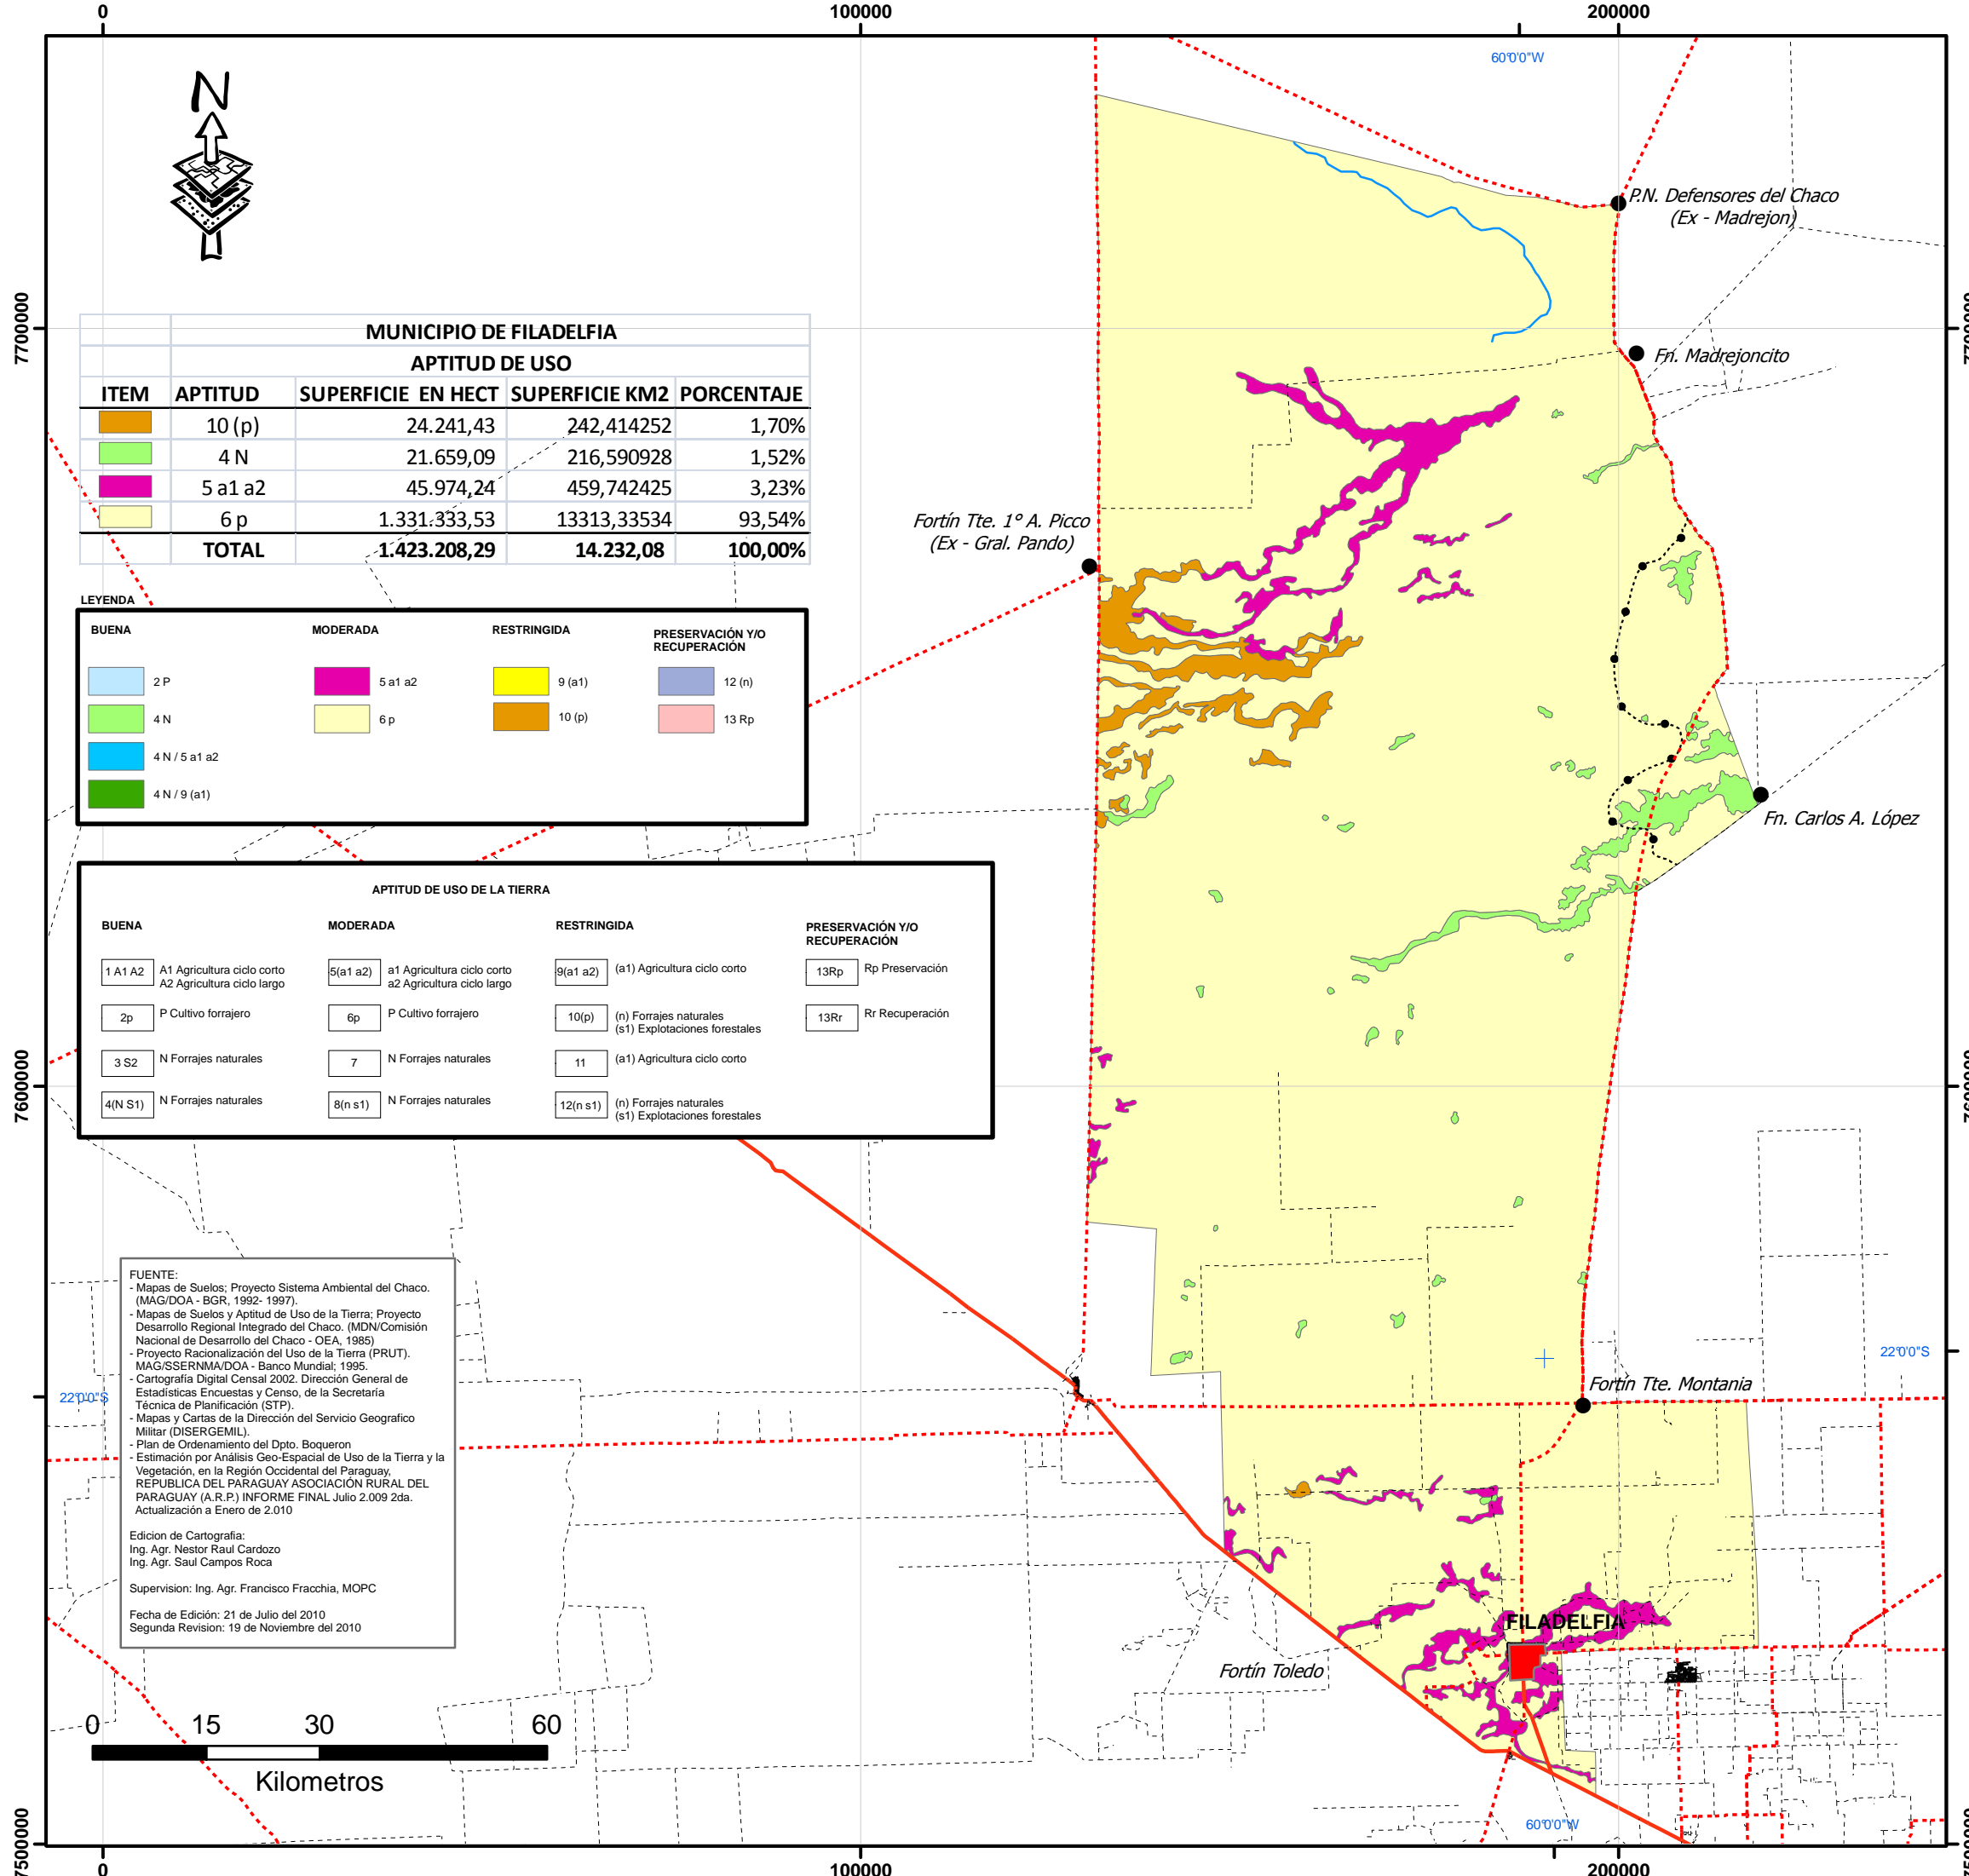 0 100000 200000
60°0'0"W
N
P.N. Defensores del Chaco
(Ex - Madrejon)
7700000 7700000
MUNICIPIO DE FILADELFIA
APTITUD DE USO
ITEM APTITUD SUPERFICIE EN HECT SUPERFICIE KM2 PORCENTAJE
10 (p) 24.241,43 242,414252 1,70%
4 N 21.659,09 216,590928 1,52%
5 a1 a2 45.974,24 459,742425 3,23%
6 p 1.331.333,53 13313,33534 93,54%
TOTAL 1.423.208,29 14.232,08 100,00%
Fn. Madrejoncito
Fortín Tte. 1° A. Picco
(Ex - Gral. Pando)
LEYENDA
BUENA MODERADA RESTRINGIDA PRESERVACIÓN Y/O
RECUPERACIÓN
2 P 5 a1 a2 9 (a1) 12 (n)
4 N 6 p 10 (p) 13 Rp
4 N / 5 a1 a2
4 N / 9 (a1)
Fn. Carlos A. López
APTITUD DE USO DE LA TIERRA
BUENA MODERADA RESTRINGIDA PRESERVACIÓN Y/O
RECUPERACIÓN
1 A1 A2 A1 Agricultura ciclo corto 5(a1 a2) a1 Agricultura ciclo corto 9(a1 a2) (a1) Agricultura ciclo corto 13Rp Rp Preservación
A2 Agricultura ciclo largo a2 Agricultura ciclo largo
2p P Cultivo forrajero 6p P Cultivo forrajero 10(p) (n) Forrajes naturales 13Rr Rr Recuperación
(s1) Explotaciones forestales
3 S2 N Forrajes naturales 7 N Forrajes naturales 11 (a1) Agricultura ciclo corto
4(N S1) N Forrajes naturales 8(n s1) N Forrajes naturales 12(n s1) (n) Forrajes naturales
(s1) Explotaciones forestales
7600000 7600000
FUENTE:
- Mapas de Suelos; Proyecto Sistema Ambiental del Chaco.
(MAG/DOA - BGR, 1992- 1997).
- Mapas de Suelos y Aptitud de Uso de la Tierra; Proyecto
Desarrollo Regional Integrado del Chaco. (MDN/Comisión
Nacional de Desarrollo del Chaco - OEA, 1985)
- Proyecto Racionalización del Uso de la Tierra (PRUT).
MAG/SSERNMA/DOA - Banco Mundial; 1995.
- Cartografía Digital Censal 2002. Dirección General de
Estadísticas Encuestas y Censo, de la Secretaría
Técnica de Planificación (STP).
- Mapas y Cartas de la Dirección del Servicio Geografico
Militar (DISERGEMIL).
- Plan de Ordenamiento del Dpto. Boqueron
- Estimación por Análisis Geo-Espacial de Uso de la Tierra y la
Vegetación, en la Región Occidental del Paraguay,
REPUBLICA DEL PARAGUAY ASOCIACIÓN RURAL DEL
PARAGUAY (A.R.P.) INFORME FINAL Julio 2.009 2da.
Actualización a Enero de 2.010
Edicion de Cartografia:
Ing. Agr. Nestor Raul Cardozo
Ing. Agr. Saul Campos Roca
Supervision: Ing. Agr. Francisco Fracchia, MOPC
Fecha de Edición: 21 de Julio del 2010
Segunda Revision: 19 de Noviembre del 2010
22°0'0"S
22°0'0"S
Fortín Tte. Montania
FILADELFIA
Fortín Toledo
0 15 30 60
Kilometros
60°0'0"W
7500000 7500000
0 100000 200000